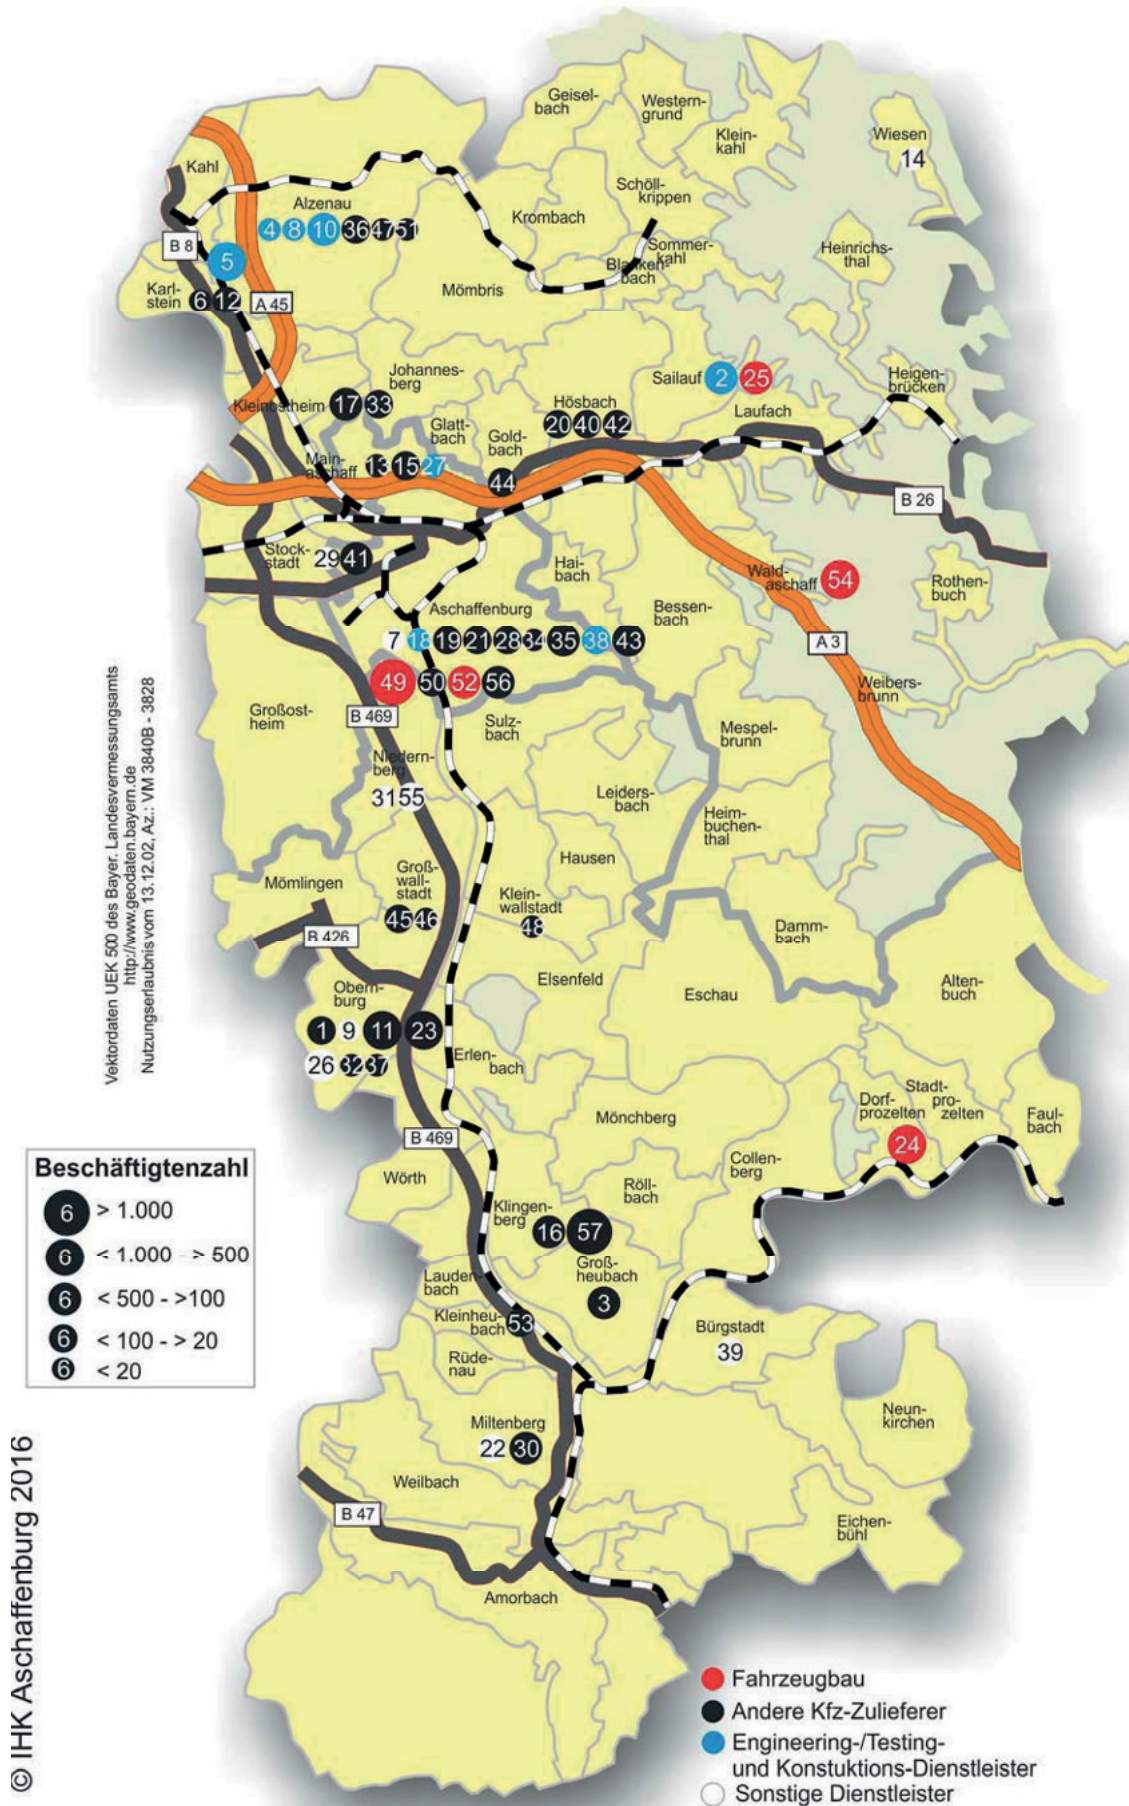 Geisel-
bach
Western-
grund
Klein-
kahl
Wiesen
14
Kahl
Schöll-
krippen
Alzenau
4 8 10 36 47 51
Krombach
Sommer-
kahl
Heinrichs-
thal
B 8
5
Blanken-
bach
Karl-
stein
6 12
A 45
Mömbris
Johannes-
berg
Sailauf
2 25
Heigen-
brücken
Kleinostheim
17 33
Hösbach
20 40 42
Laufach
Glatt-
bach
Gold-
bach
44
Main-
aschaff
13 15 27
B 26
Stock-
stadt
29 41
Hai-
bach
Wald-
aschaff
54
Rothen-
buch
Aschaffenburg
7 18 19 21 28 34 35 38 43
49 50 52 56
Bessen-
bach
A 3
Weibers-
brunn
Großost-
heim
B 469
Sulz-
bach
Mespel-
brunn
Niedern-
berg
31 55
Leiders-
bach
Heim-
buchen-
thal
Hausen
Mömlingen
Groß-
wall-
stadt
45 46
Klein-
wallstadt
48
B 426
Damm-
bach
Obern-
burg
1 9 11 23
26 32 37
Elsenfeld
Eschau
Alten-
buch
Erlen-
bach
Mönchberg
Dorf-
prozelten
24
Stadt-
pro-
zelten
Faul-
bach
B 469
Collen-
berg
Wörth
Röll-
bach
Klingen-
berg
16 57
Groß-
heubach
3
Lauden-
bach
Kleinheu-
bach
53
Bürgstadt
39
Rüde-
nau
Neun-
kirchen
Miltenberg
22 30
Weilbach
B 47
Eichen-
bühl
Amorbach
Vektordaten UEK 500 des Bayer. Landesvermessungsamts
http://www.geodaten.bayern.de
Nutzungserlaubnis vom 13.12.02, Az.: VM 3840B - 3828
Beschäftigtenzahl
6 > 1.000
6 < 1.000 - > 500
6 < 500 - >100
6 < 100 - > 20
6 < 20
© IHK Aschaffenburg 2016
Fahrzeugbau
Andere Kfz-Zulieferer
Engineering-/Testing-
und Konstuktions-Dienstleister
Sonstige Dienstleister